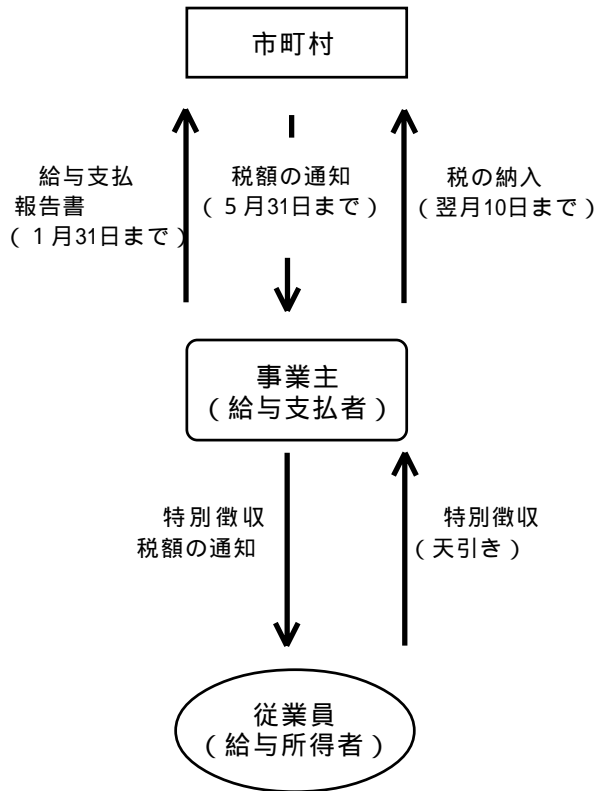 市町村
給与支払
報告書
(1月31日まで)
税額の通知
(5月31日まで)
税の納入
(翌月10日まで)
事業主
(給与支払者)
特別徴収
税額の通知
特別徴収
(天引き)
従業員
(給与所得者)